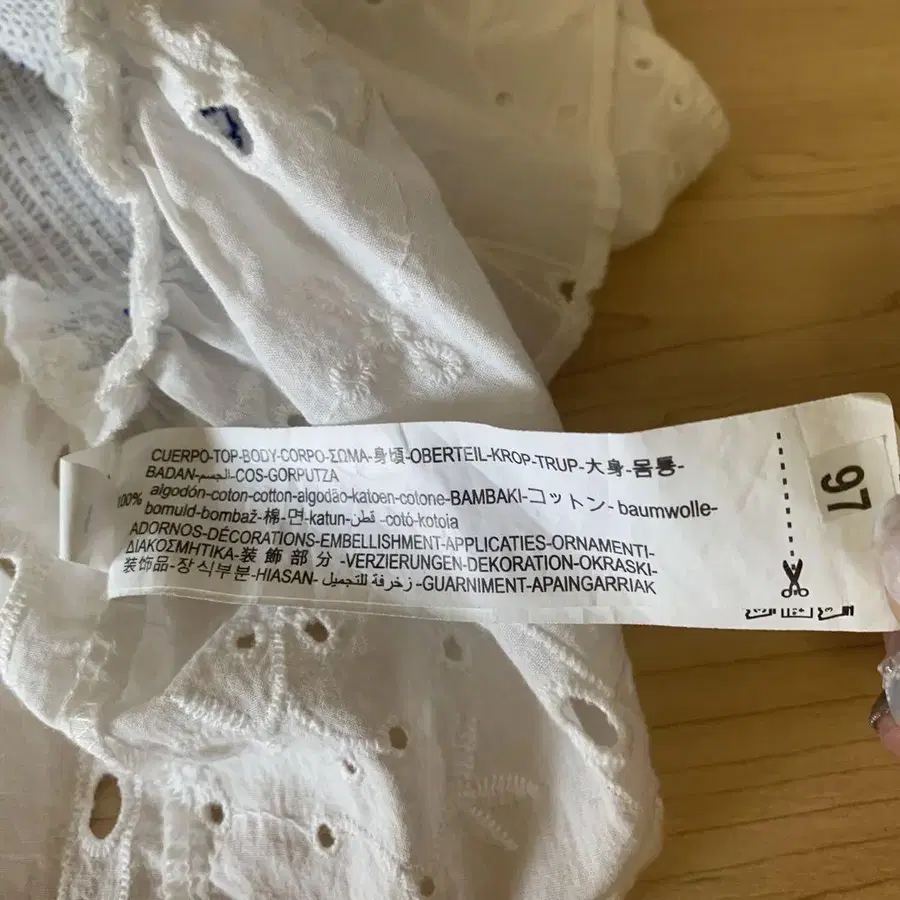 CUERPO-TOP-BODY-CORPO-ΣΩΜΑ-身頃-OBERTEIL-KROP-TRUP-大身-몸통-
BADAN-الجسم-COS-GORPUTZA
100% algodón-coton-cotton-algodão-katoen-cotone-BAMBAKI-コットン-baumwolle-
bomuld-bombaž-棉-면-katun-قطن-cotó-kotoia
ADORNOS-DÉCORATIONS-EMBELLISHMENT-APPLICATIES-ORNAMENTI-
ΔΙΑΚΟΣΜΗΤΙΚΑ-装飾部分-VERZIERUNGEN-DEKORATION-OKRASKI-
装饰品-장식부분-HIASAN-زخرفة للتجميل-GUARNIMENT-APAINGARRIAK
97